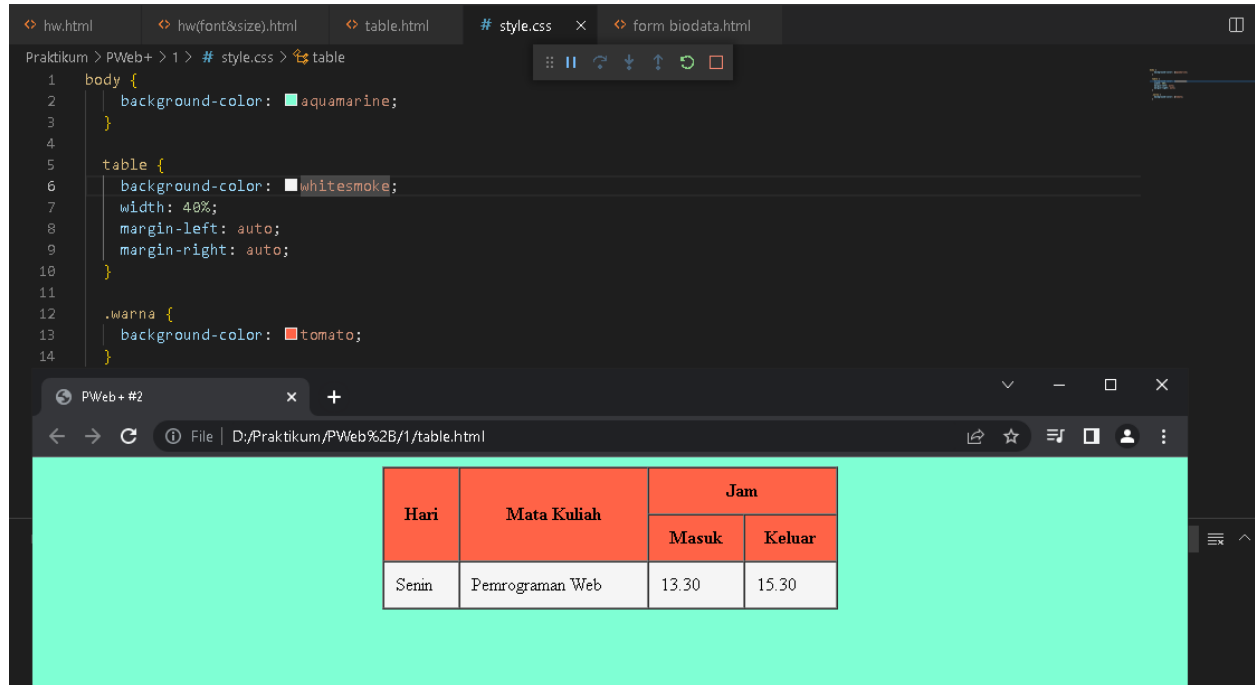 hw.html hw(font&size).html table.html # style.css × form biodata.html
Praktikum > PWeb+ > 1 > # style.css > table
1 body {
2 background-color: aquamarine;
3 }
4
5 table {
6 background-color: whitesmoke;
7 width: 40%;
8 margin-left: auto;
9 margin-right: auto;
10 }
11
12 .warna {
13 background-color: tomato;
14 }
PWeb+ #2
File | D:/Praktikum/PWeb%2B/1/table.html
Hari Mata Kuliah Jam
Masuk Keluar
Senin Pemrograman Web 13.30 15.30